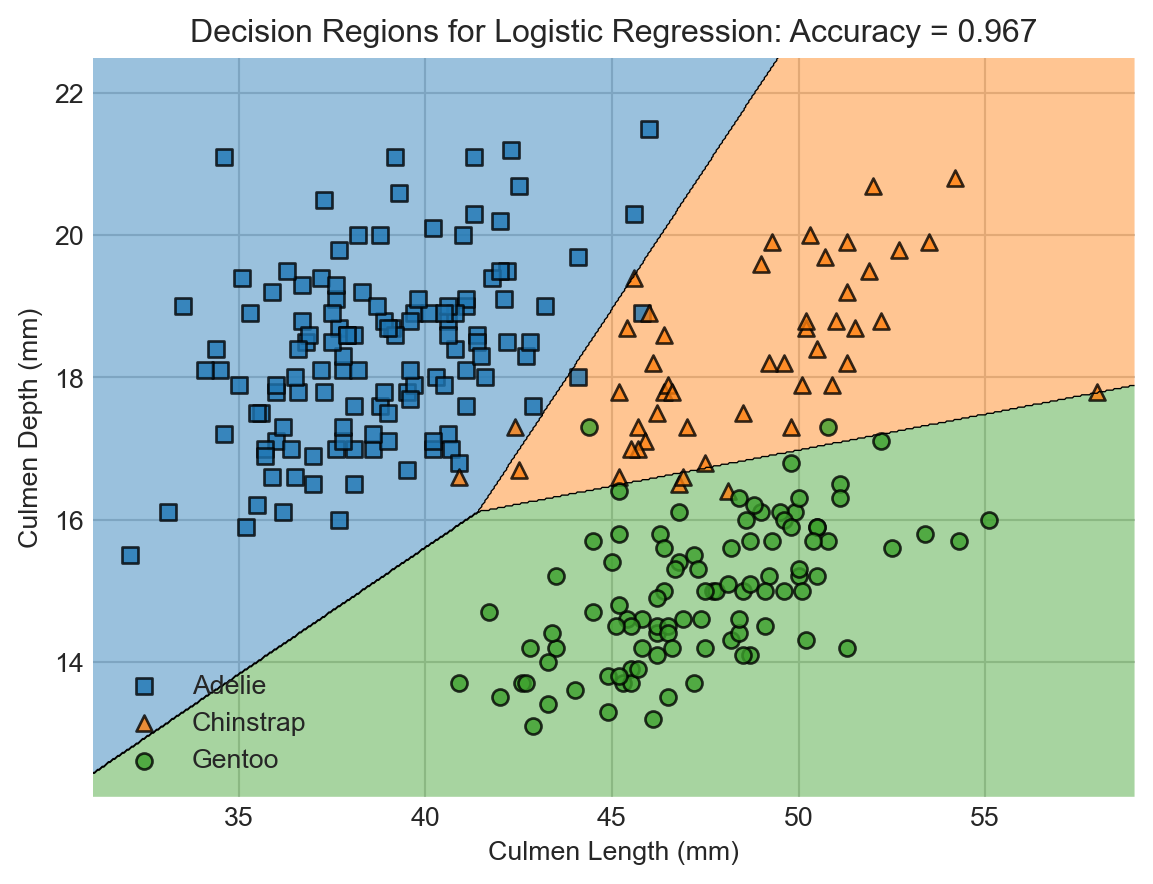 Decision Regions for Logistic Regression: Accuracy = 0.967
22
20
18
16
14
Culmen Depth (mm)
Adelie
Chinstrap
Gentoo
35 40 45 50 55
Culmen Length (mm)